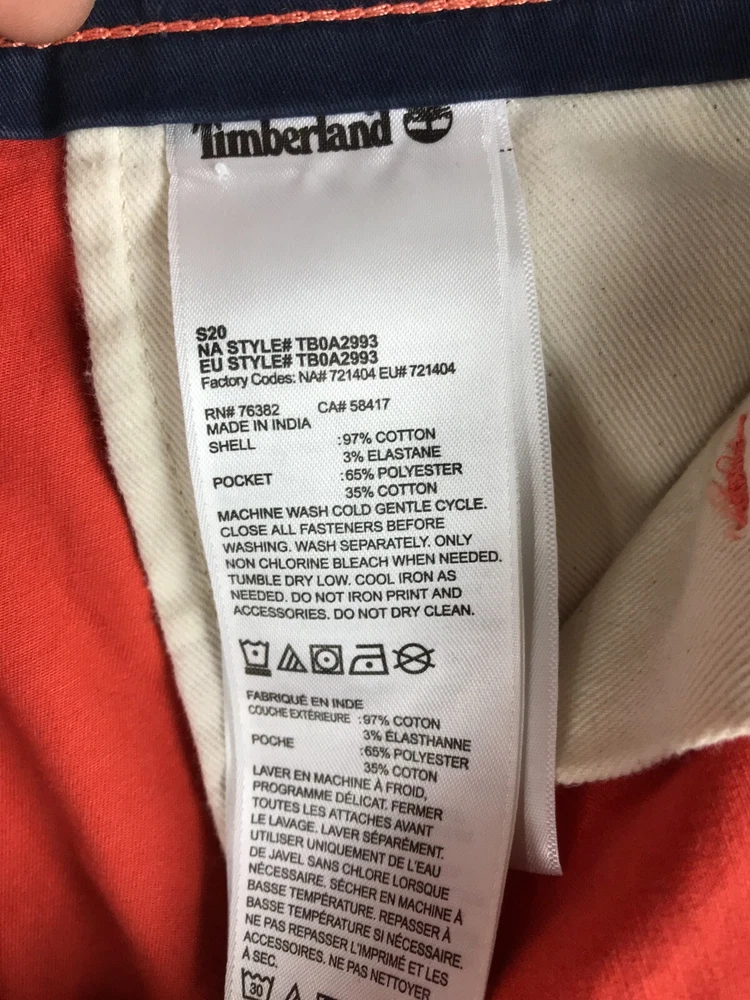 Timberland
S20
NA STYLE# TB0A2993
EU STYLE# TB0A2993
Factory Codes: NA# 721404 EU# 721404
RN# 76382 CA# 58417
MADE IN INDIA
SHELL :97% COTTON
3% ELASTANE
POCKET :65% POLYESTER
35% COTTON
MACHINE WASH COLD GENTLE CYCLE.
CLOSE ALL FASTENERS BEFORE
WASHING. WASH SEPARATELY. ONLY
NON CHLORINE BLEACH WHEN NEEDED.
TUMBLE DRY LOW. COOL IRON AS
NEEDED. DO NOT IRON PRINT AND
ACCESSORIES. DO NOT DRY CLEAN.
FABRIQUÉ EN INDE
COUCHE EXTÉRIEURE :97% COTON
3% ÉLASTHANNE
POCHE :65% POLYESTER
35% COTON
LAVER EN MACHINE À FROID,
PROGRAMME DÉLICAT. FERMER
TOUTES LES ATTACHES AVANT
LE LAVAGE. LAVER SÉPARÉMENT.
UTILISER UNIQUEMENT DE L'EAU
DE JAVEL SANS CHLORE LORSQUE
NÉCESSAIRE. SÉCHER EN MACHINE À
BASSE TEMPÉRATURE. REPASSER À
BASSE TEMPÉRATURE SI NÉCESSAIRE.
NE PAS REPASSER L'IMPRIMÉ ET LES
ACCESSOIRES. NE PAS NETTOYER
À SEC.
30